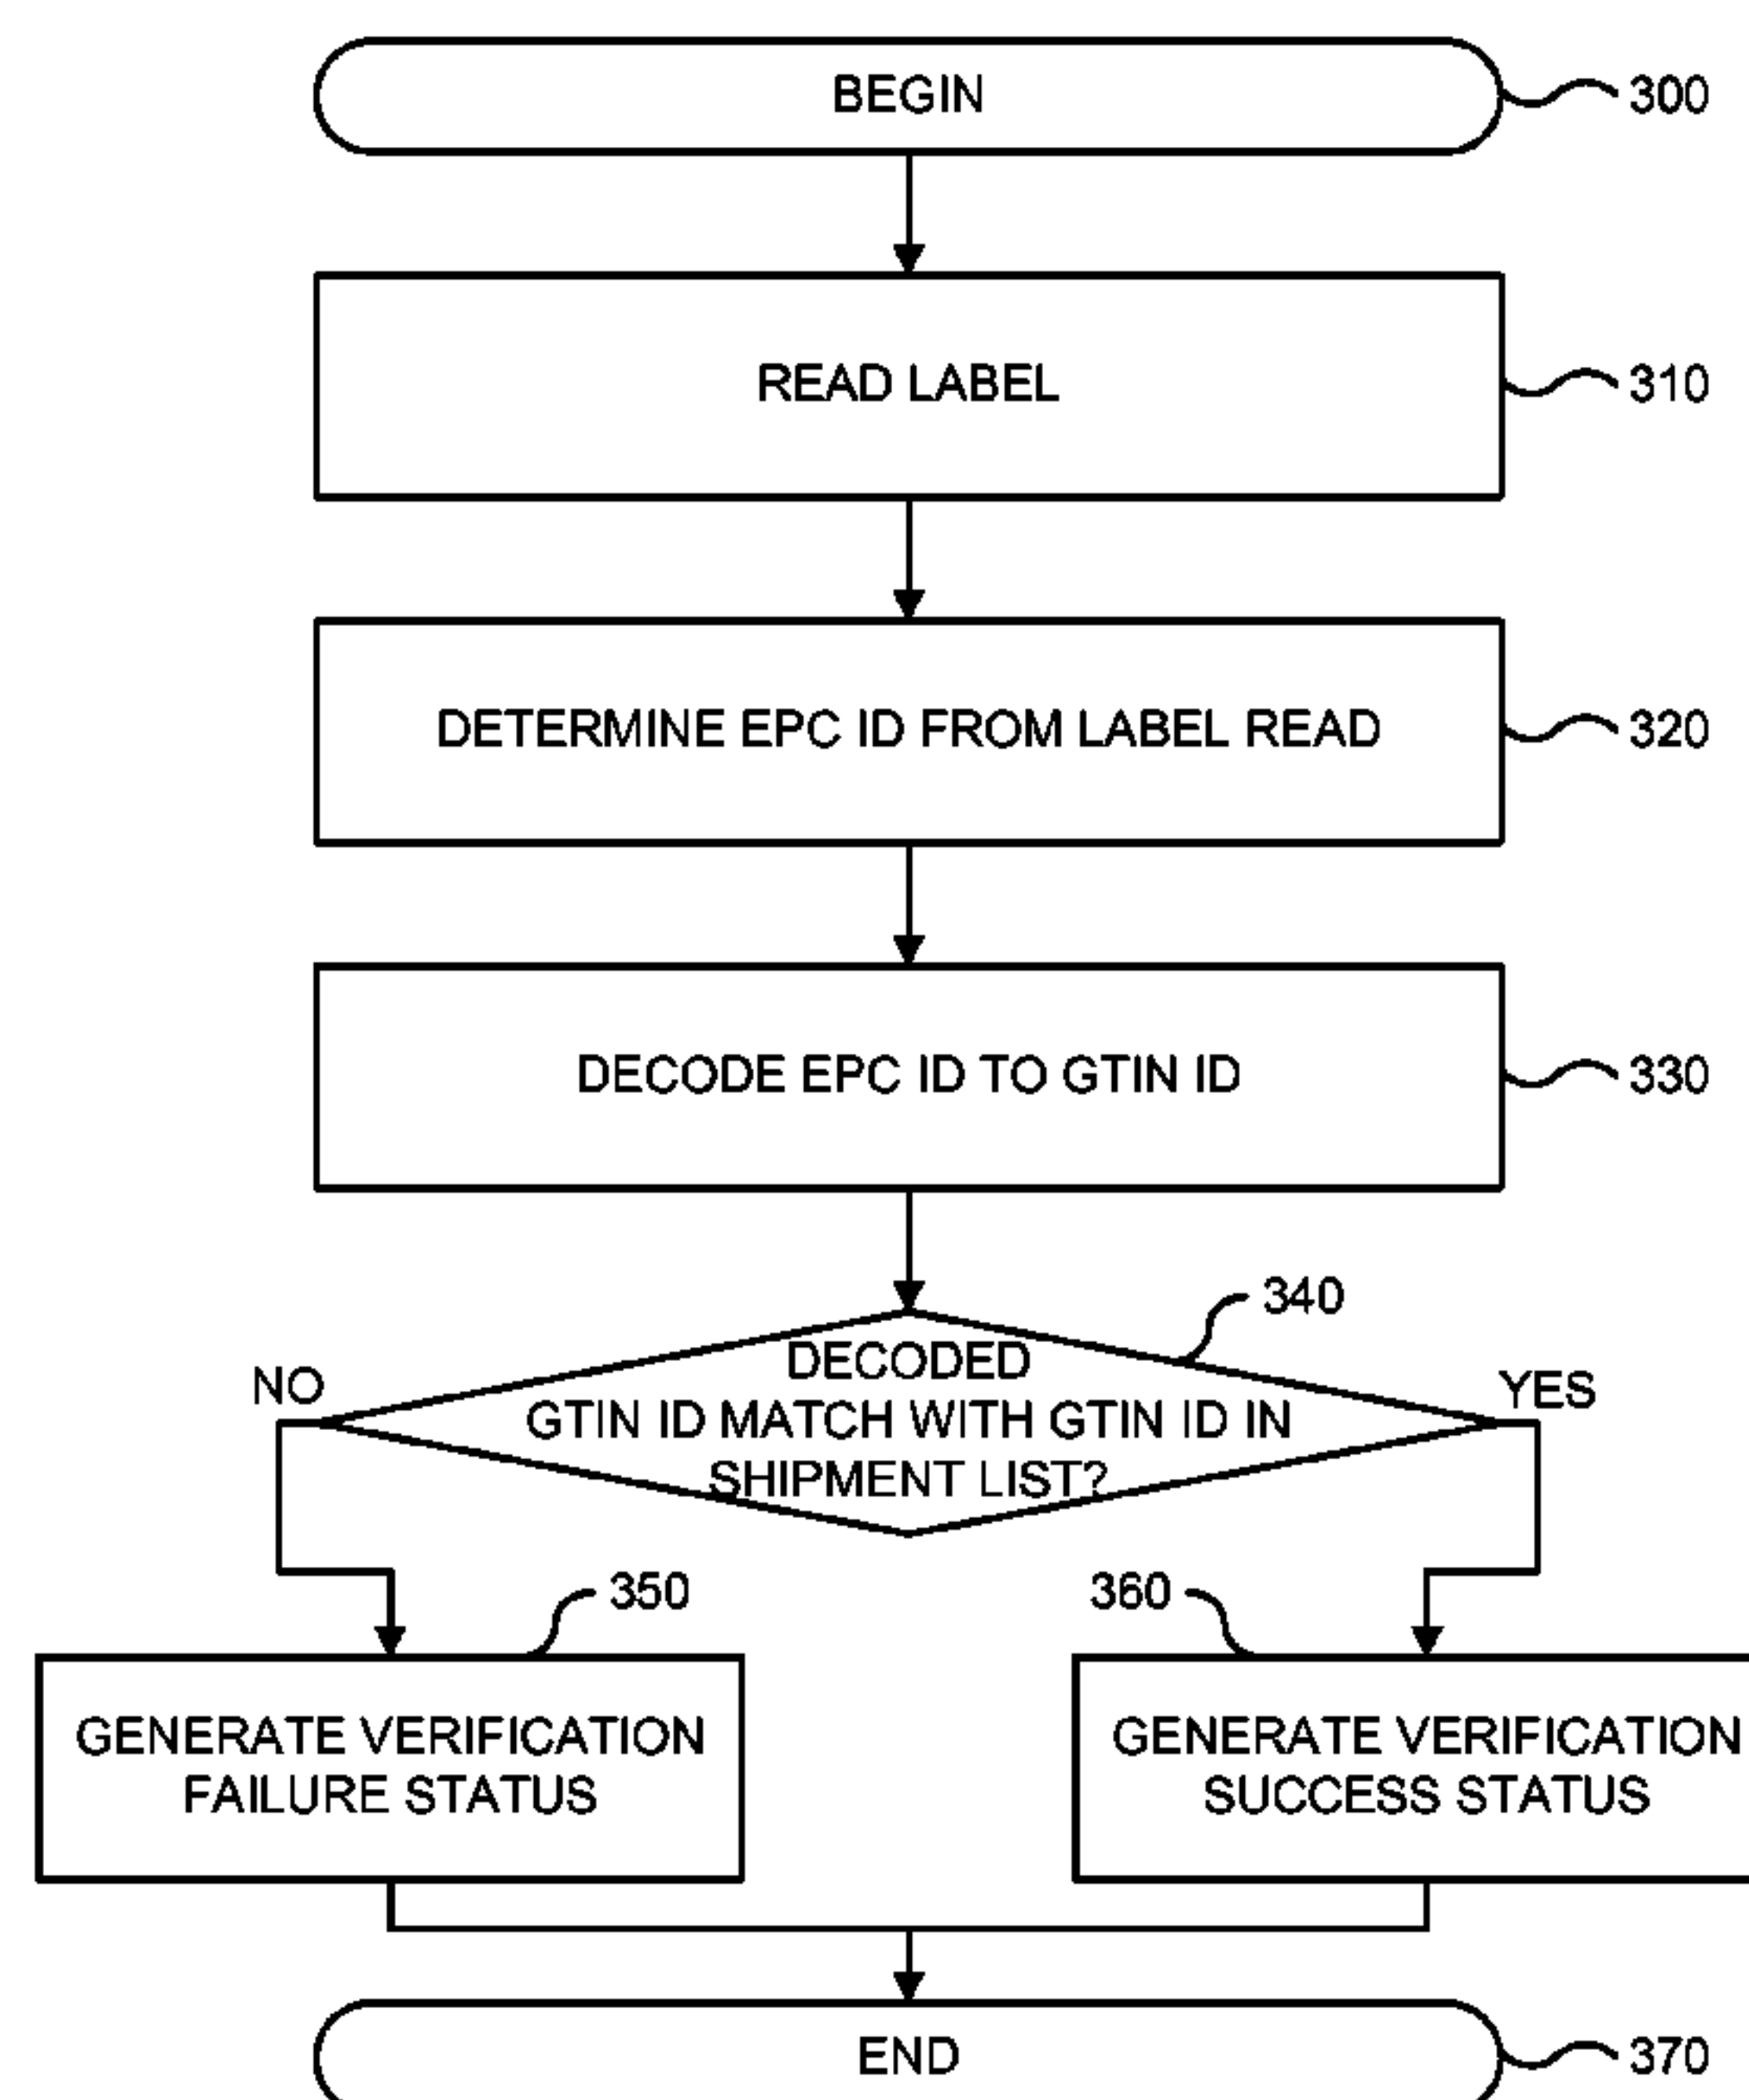 BEGIN
300
READ LABEL
310
DETERMINE EPC ID FROM LABEL READ
320
DECODE EPC ID TO GTIN ID
330
340
DECODED
NO
YES
GTIN ID MATCH WITH GTIN ID IN
SHIPMENT LIST?
350
360
GENERATE VERIFICATION
FAILURE STATUS
GENERATE VERIFICATION
SUCCESS STATUS
END
370